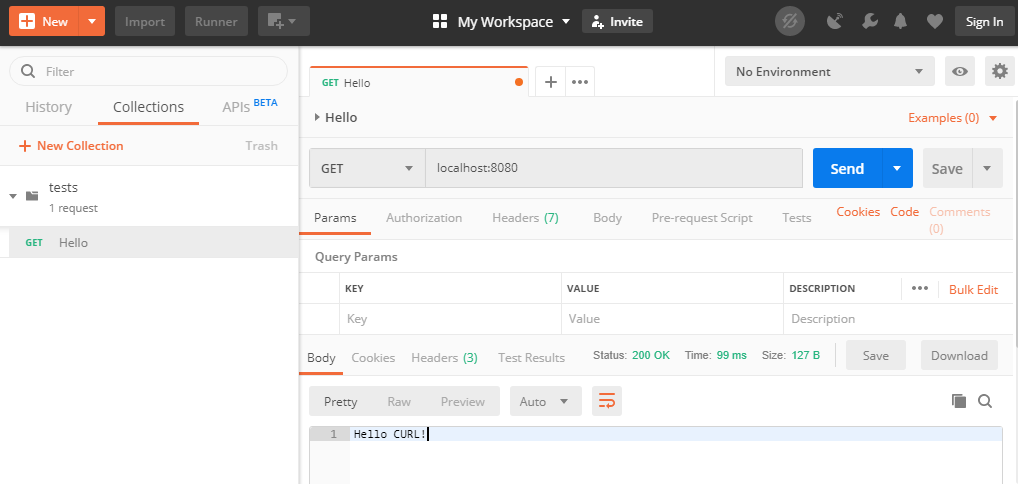 New Import Runner My Workspace Invite Sign In
Filter
History Collections APIs BETA
New Collection Trash
tests
1 request
GET Hello
GET Hello No Environment
Hello Examples (0)
GET localhost:8080 Send Save
Params Authorization Headers (7) Body Pre-request Script Tests Cookies Code Comments (0)
Query Params
KEY VALUE DESCRIPTION Bulk Edit
Key Value Description
Body Cookies Headers (3) Test Results Status: 200 OK Time: 99 ms Size: 127 B Save Download
Pretty Raw Preview Auto
1 Hello CURL!